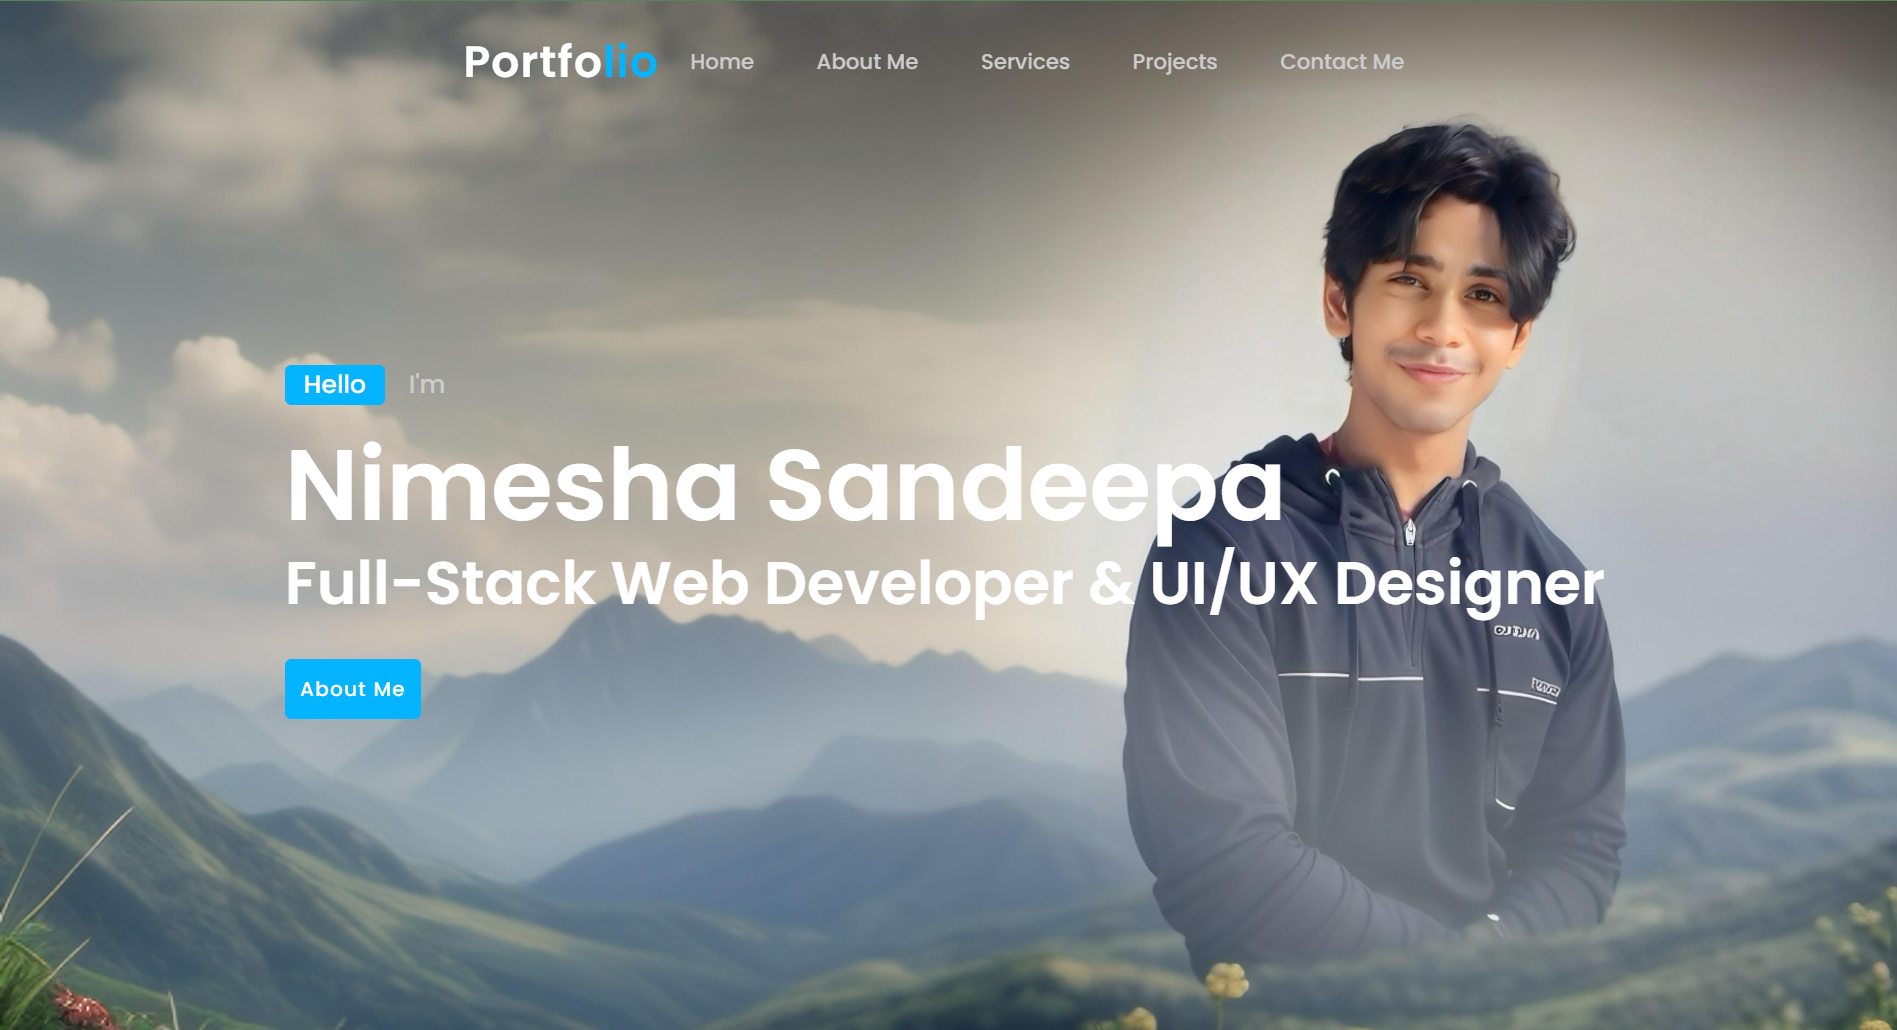 Portfolio Home About Me Services Projects Contact Me
Hello I'm
Nimesha Sandeepa
Full-Stack Web Developer & UI/UX Designer
About Me